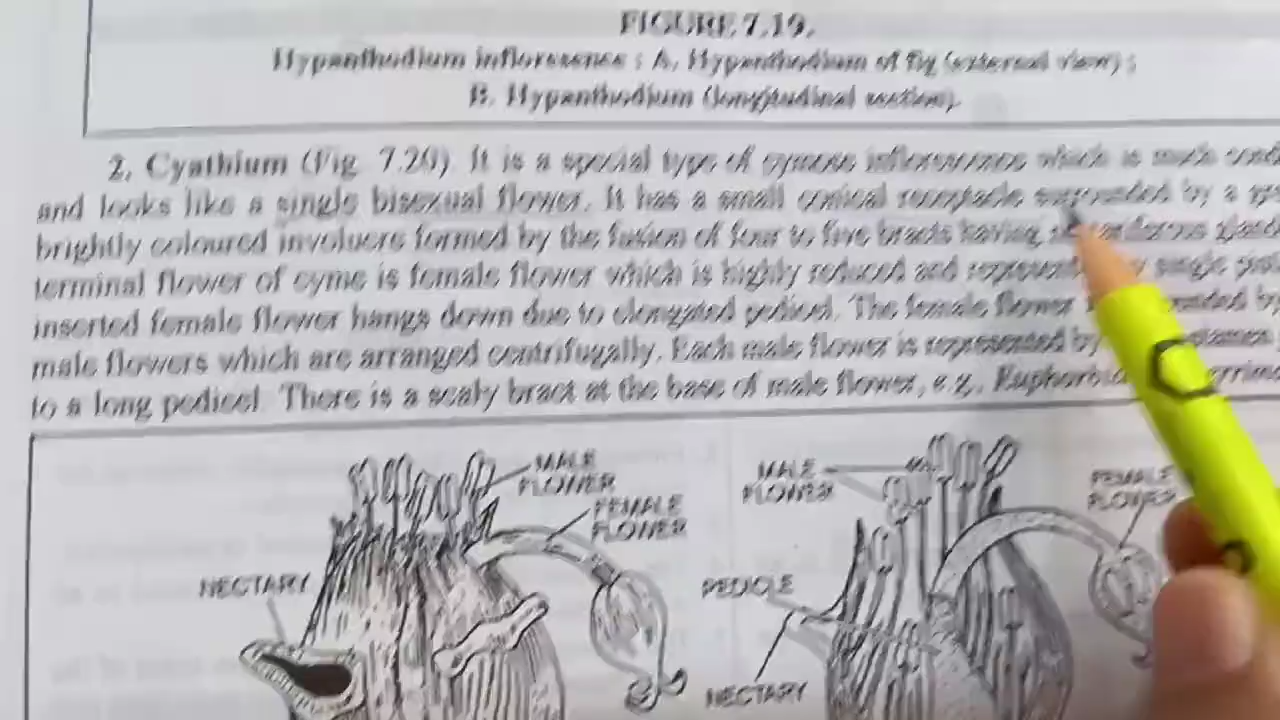 FIGURE 7.19.
Hypanthodium inflorescence : A. Hypanthodium of fig (external view) ;
B. Hypanthodium (longitudinal section).
2. Cyathium (Fig. 7.20). It is a special type of cymose inflorescence which is much
and looks like a single bisexual flower. It has a small conical receptacle surrounded by a
brightly coloured involucre formed by the fusion of four to five bracts having
terminal flower of cyme is female flower which is highly reduced and single
inserted female flower hangs down due to elongated pedicel. The female flower by
male flowers which are arranged centrifugally. Each male flower is represented by
to a long pedicel. There is a scaly bract at the base of male flower, e.g.,
MALE FLOWER
FEMALE FLOWER
NECTARY
MALE FLOWER
FEMALE FLOWER
PEDICLE
NECTARY